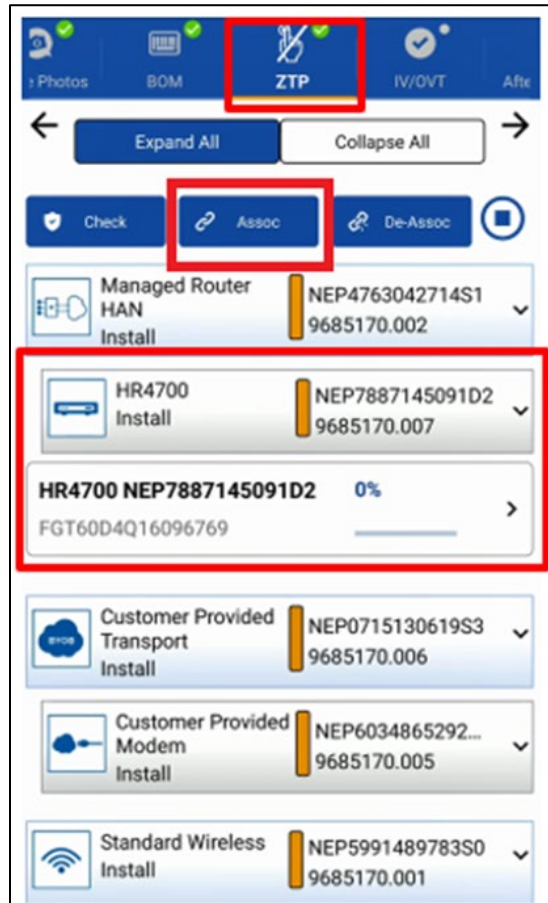 e Photos
BOM
ZTP
IV/OVT
Afte
Expand All
Collapse All
Check
Assoc
De-Assoc
Managed Router
HAN
Install
NEP4763042714S1
9685170.002
HR4700
Install
NEP7887145091D2
9685170.007
HR4700 NEP7887145091D2
0%
FGT60D4Q16096769
BYOB
Customer Provided
Transport
Install
NEP0715130619S3
9685170.006
Customer Provided
Modem
Install
NEP6034865292...
9685170.005
Standard Wireless
Install
NEP5991489783S0
9685170.001